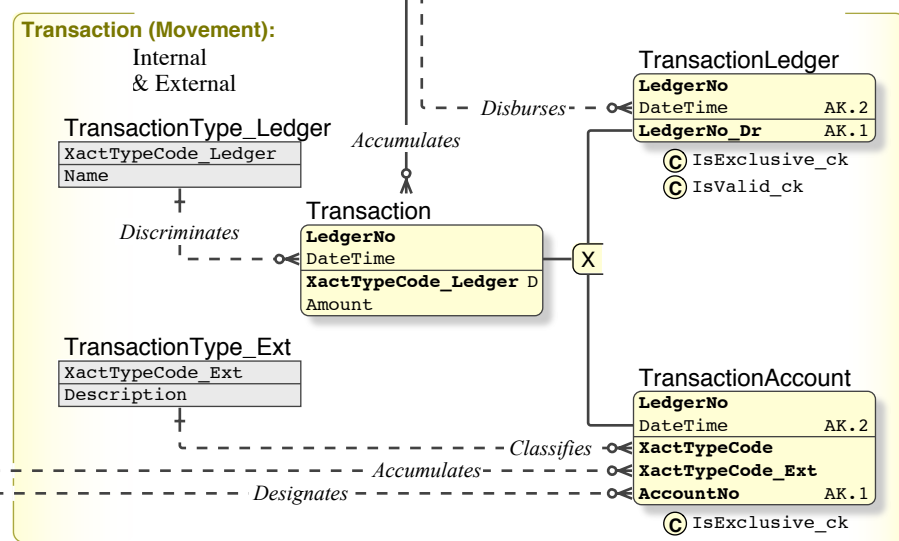 Transaction (Movement):
Internal
& External
TransactionLedger
LedgerNo
DateTime AK.2
LedgerNo_Dr AK.1
Disburses
C IsExclusive_ck
C IsValid_ck
TransactionType_Ledger
XactTypeCode_Ledger
Name
Accumulates
Discriminates
Transaction
LedgerNo
DateTime
XactTypeCode_Ledger D
Amount
X
TransactionType_Ext
XactTypeCode_Ext
Description
TransactionAccount
LedgerNo
DateTime AK.2
XactTypeCode
XactTypeCode_Ext
AccountNo AK.1
Classifies
Accumulates
Designates
C IsExclusive_ck